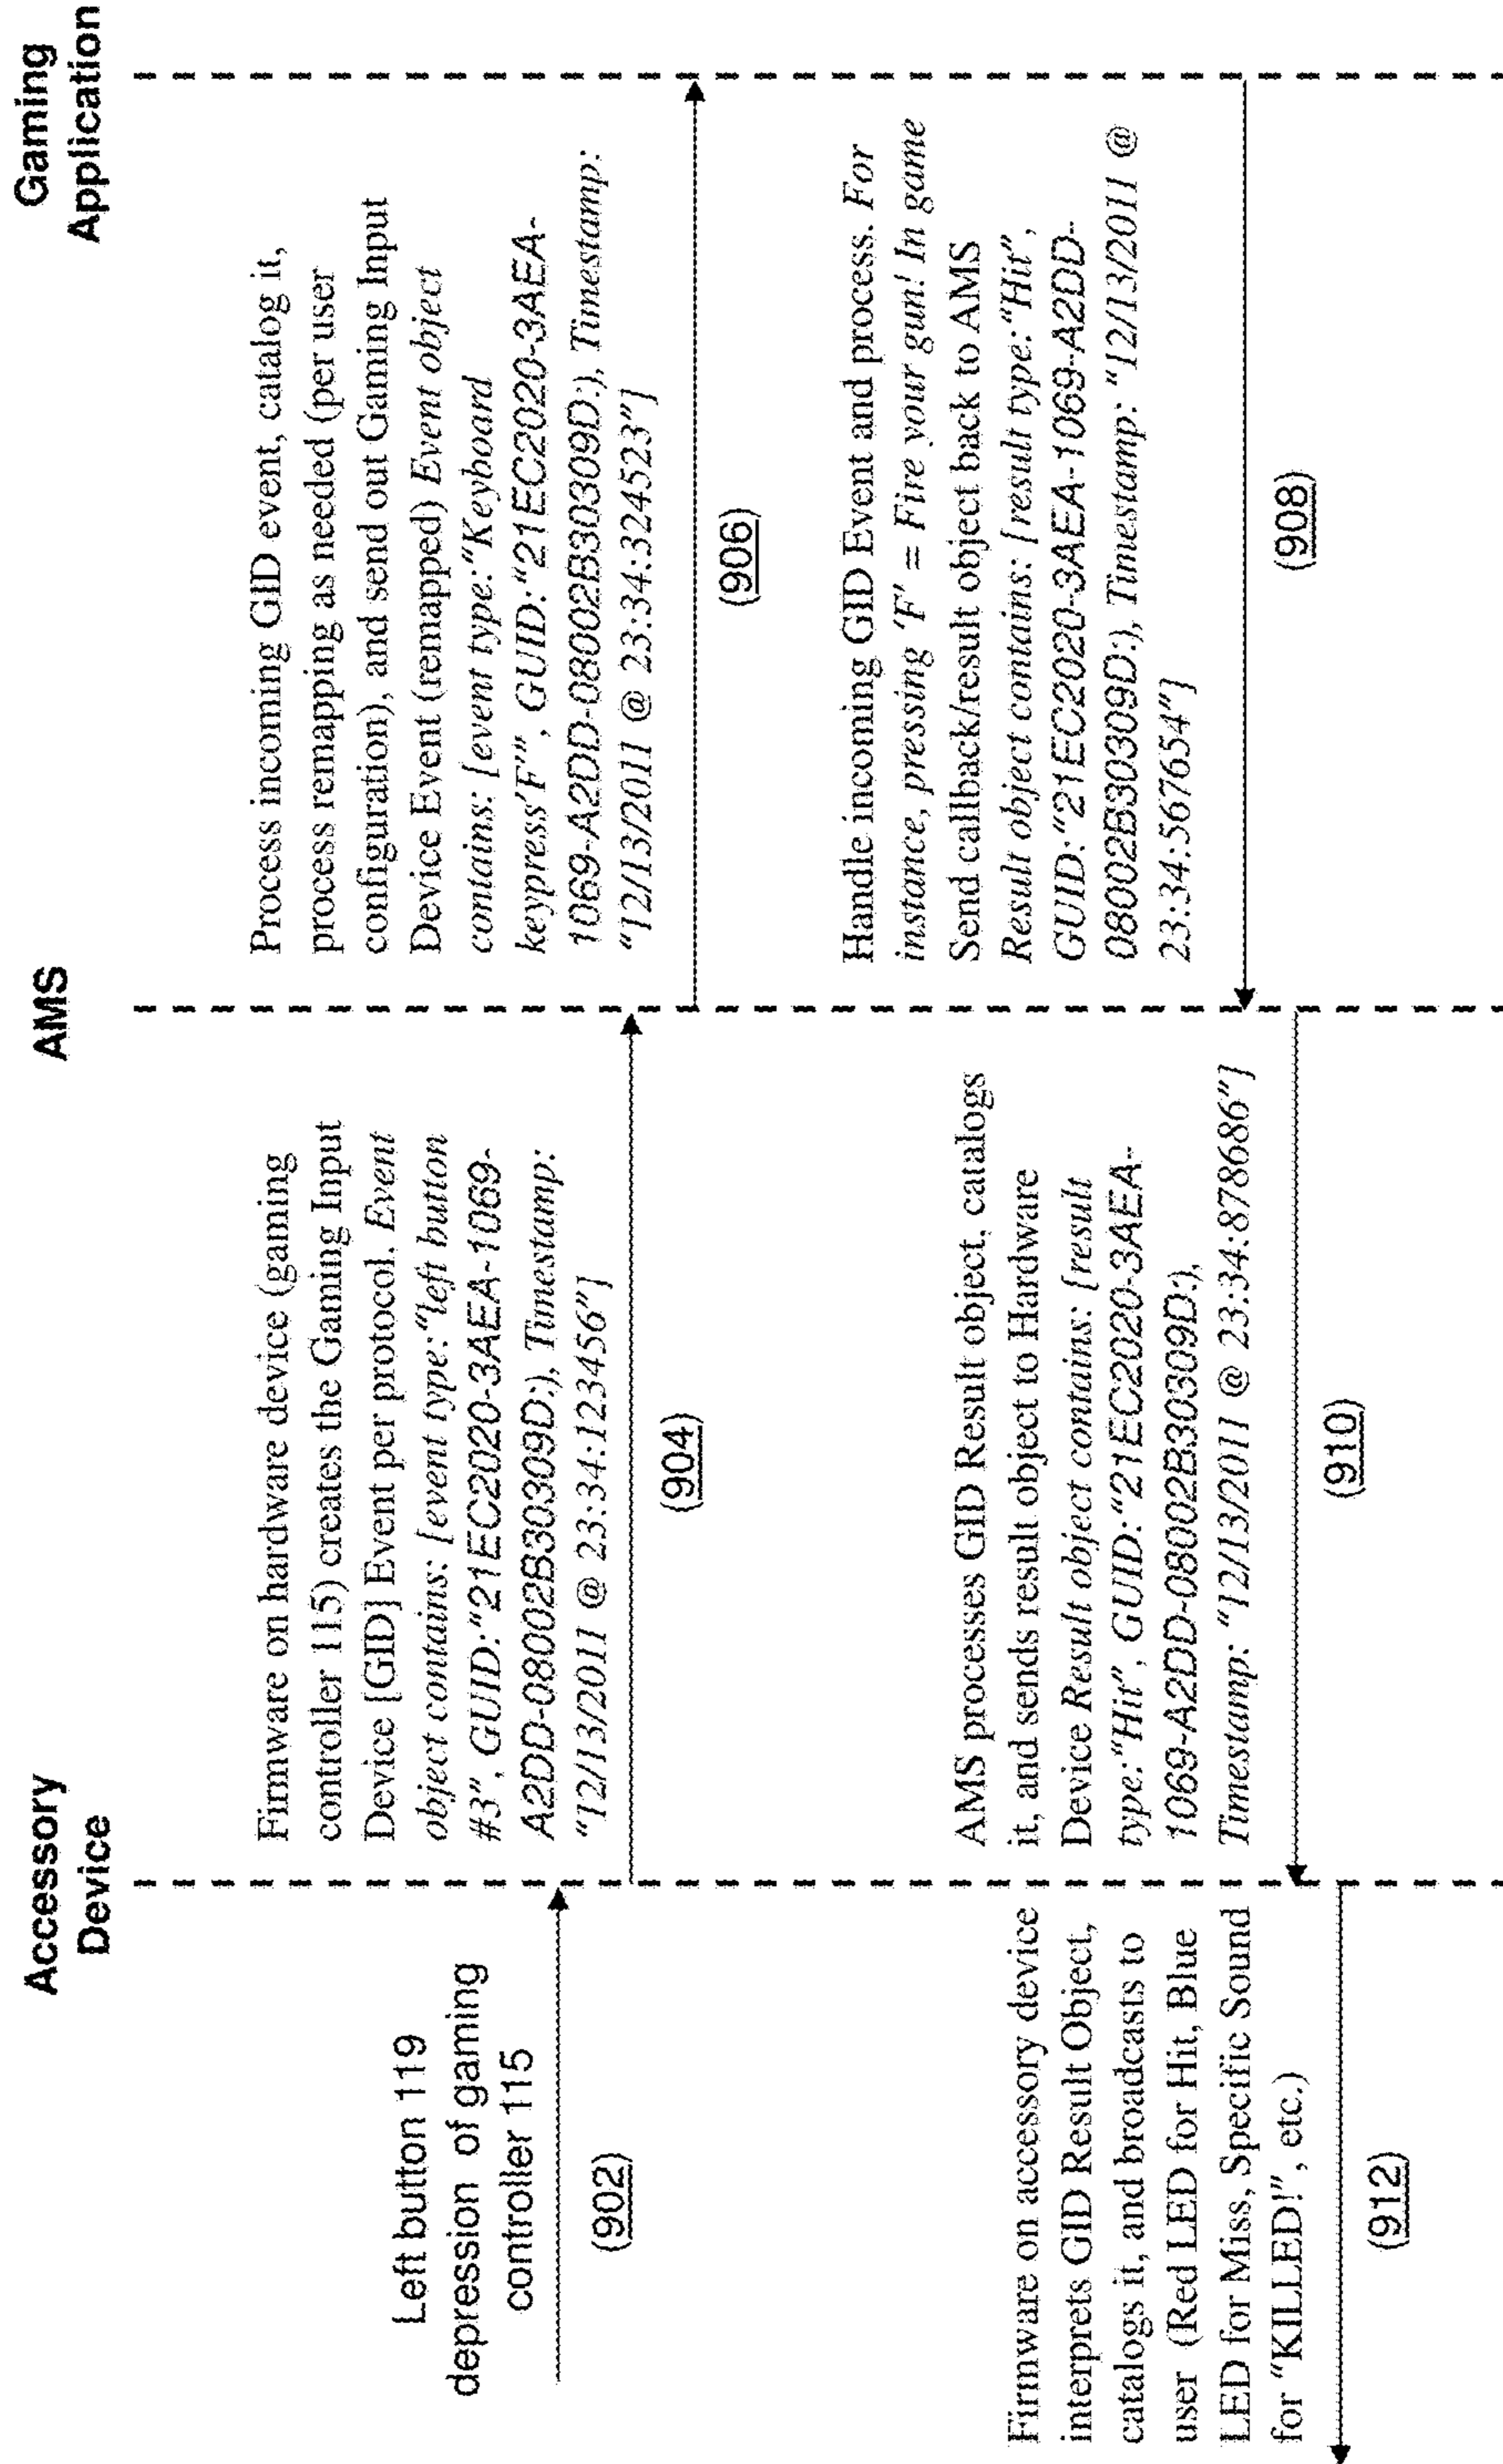 Accessory
Device
AMS
Gaming
Application
Left button 119
depression of gaming
controller 115
(902)
Firmware on hardware device (gaming
controller 115) creates the Gaming Input
Device [GID] Event per protocol. Event
object contains: [event type:"left button
#3", GUID:"21EC2020-3AEA-1069-
A2DD-08002B30309D:), Timestamp:
"12/13/2011 @ 23:34:123456"]
(904)
Process incoming GID event, catalog it,
process remapping as needed (per user
configuration), and send out Gaming Input
Device Event (remapped) Event object
contains: [event type:"Keyboard
keypress'F'", GUID:"21EC2020-3AEA-
1069-A2DD-08002B30309D:), Timestamp:
"12/13/2011 @ 23:34:324523"]
(906)
Handle incoming GID Event and process. For
instance, pressing 'F' = Fire your gun! In game
Send callback/result object back to AMS
Result object contains: [result type:"Hit",
GUID:"21EC2020-3AEA-1069-A2DD-
08002B30309D:), Timestamp: "12/13/2011 @
23:34:567654"]
(908)
AMS processes GID Result object, catalogs
it, and sends result object to Hardware
Device Result object contains: [result
type:"Hit", GUID:"21EC2020-3AEA-
1069-A2DD-08002B30309D:),
Timestamp: "12/13/2011 @ 23:34:878686"]
(910)
Firmware on accessory device
interprets GID Result Object,
catalogs it, and broadcasts to
user (Red LED for Hit, Blue
LED for Miss, Specific Sound
for "KILLED!", etc.)
(912)